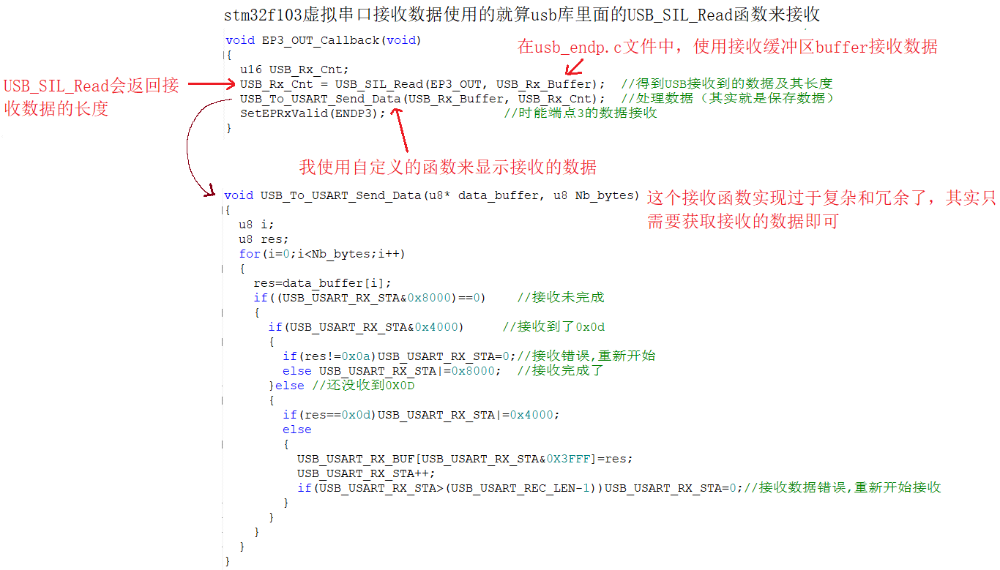 stm32f103虚拟串口接收数据使用的就算usb库里面的USB_SIL_Read函数来接收
void EP3_OUT_Callback(void)
在usb_endp.c文件中，使用接收缓冲区buffer接收数据
{
u16 USB_Rx_Cnt;
USB_SIL_Read会返回接
收数据的长度
USB_Rx_Cnt = USB_SIL_Read(EP3_OUT, USB_Rx_Buffer); //得到USB接收到的数据及其长度
USB_To_USART_Send_Data(USB_Rx_Buffer, USB_Rx_Cnt); //处理数据（其实就是保存数据）
SetEPRxValid(ENDP3); //时能端点3的数据接收
}
我使用自定义的函数来显示接收的数据
void USB_To_USART_Send_Data(u8* data_buffer, u8 Nb_bytes)
这个接收函数实现过于复杂和冗余了，其实只
需要获取接收的数据即可
{
u8 i;
u8 res;
for(i=0;i<Nb_bytes;i++)
{
res=data_buffer[i];
if((USB_USART_RX_STA&0x8000)==0) //接收未完成
{
if(USB_USART_RX_STA&0x4000) //接收到了0x0d
{
if(res!=0x0a)USB_USART_RX_STA=0;//接收错误,重新开始
else USB_USART_RX_STA|=0x8000; //接收完成了
}else //还没收到0X0D
{
if(res==0x0d)USB_USART_RX_STA|=0x4000;
else
{
USB_USART_RX_BUF[USB_USART_RX_STA&0X3FFF]=res;
USB_USART_RX_STA++;
if(USB_USART_RX_STA>(USB_USART_REC_LEN-1))USB_USART_RX_STA=0;//接收数据错误,重新开始接收
}
}
}
}
}